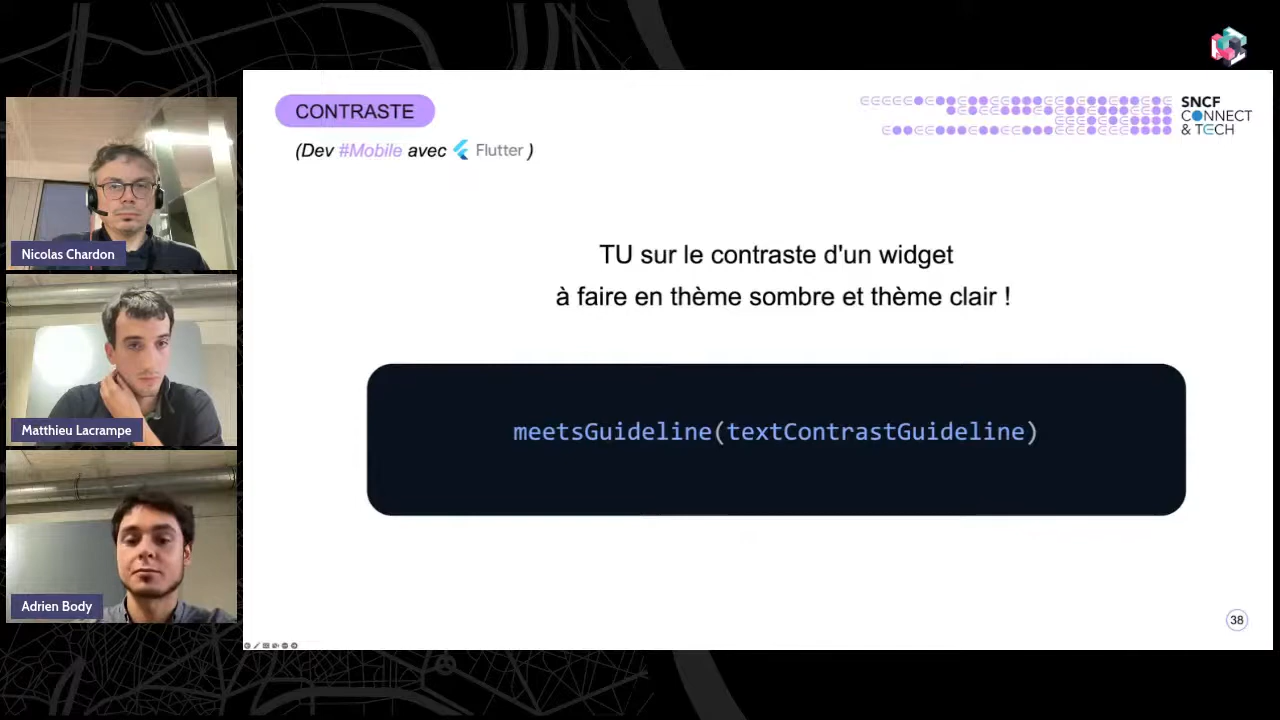 CONTRASTE
(Dev #Mobile avec Flutter )
SNCF
CONNECT
& TECH
Nicolas Chardon
TU sur le contraste d'un widget
à faire en thème sombre et thème clair !
Matthieu Lacrampe
meetsGuideline(textContrastGuideline)
Adrien Body
38